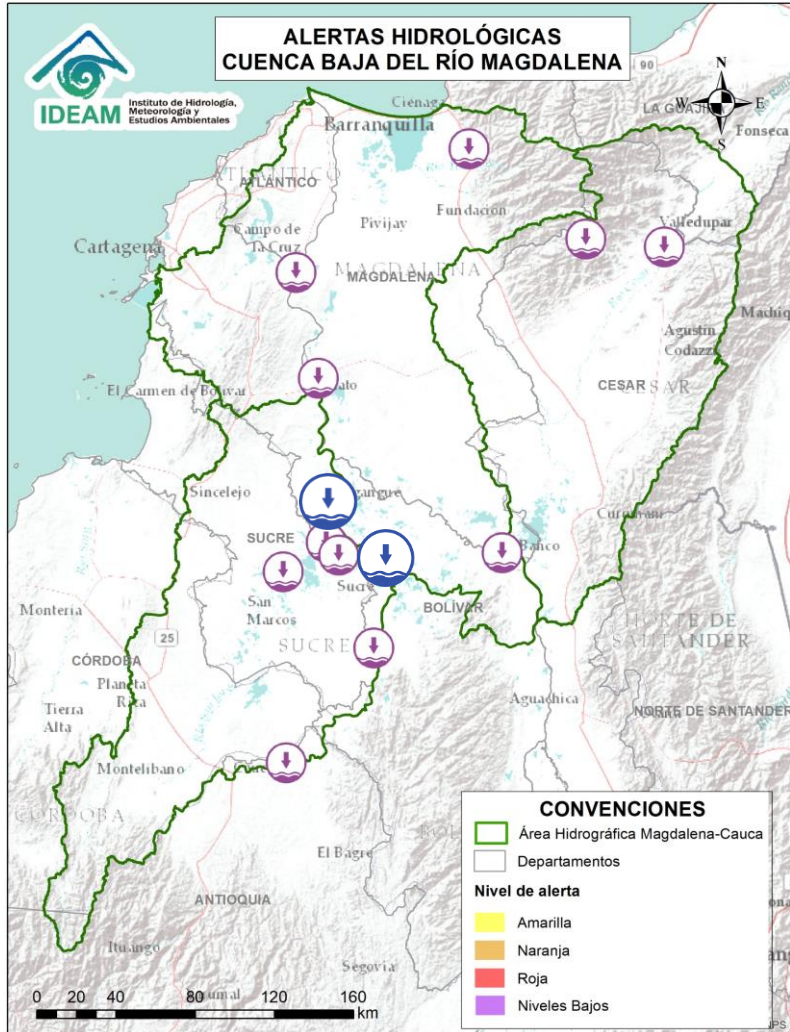 ALERTAS HIDROLÓGICAS
CUENCA BAJA DEL RÍO MAGDALENA
IDEAM
Instituto de Hidrología,
Meteorología y
Estudios Ambientales
N
W E
S
90
LA GUAJIRA
Fonseca
Ciénaga
Barranquilla
ATLÁNTICO
ATLÁNTICO
Fundación
Pivijay
Valledupar
Campo de
la Cruz
Cartagena
MAGDALENA
MAGDALENA
Agustín
Codazzi
CESAR
CESAR
El Carmen de Bolívar
Sincelejo
SUCRE
Banco
Sucre
San
Marcos
BOLÍVAR
Montería
SUCRE
25
CÓRDOBA
Planeta
Rica
Tierra
Alta
NORTE DE
SANTANDER
NORTE DE SANTANDER
Aguachica
Montelíbano
CÓRDOBA
El Bagre
ANTIOQUIA
Ituango
Segovia
CONVENCIONES
Área Hidrográfica Magdalena-Cauca
Departamentos
Nivel de alerta
Amarilla
Naranja
Roja
Niveles Bajos
0 20 40 80 120 160
km